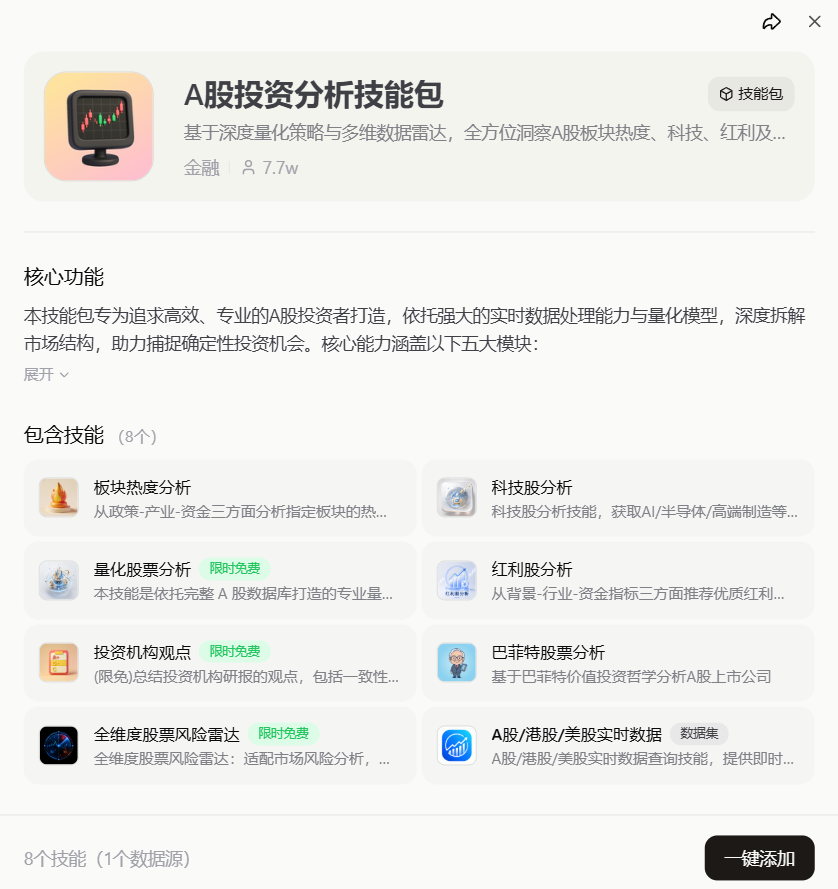 A股投资分析技能包
技能包
基于深度量化策略与多维数据雷达，全方位洞察A股板块热度、科技、红利及...
金融
7.7w
核心功能
本技能包专为追求高效、专业的A股投资者打造，依托强大的实时数据处理能力与量化模型，深度拆解
市场结构，助力捕捉确定性投资机会。核心能力涵盖以下五大模块：
展开
包含技能（8个）
板块热度分析
从政策-产业-资金三方面分析指定板块的热...
科技股分析
科技股分析技能，获取AI/半导体/高端制造等...
量化股票分析 限时免费
本技能是依托完整 A 股数据库打造的专业量...
红利股分析
从背景-行业-资金指标三方面推荐优质红利...
投资机构观点 限时免费
(限免)总结投资机构研报的观点，包括一致性...
巴菲特股票分析
基于巴菲特价值投资哲学分析A股上市公司
全维度股票风险雷达 限时免费
全维度股票风险雷达：适配市场风险分析，...
A股/港股/美股实时数据 数据集
A股/港股/美股实时数据查询技能，提供即时...
8个技能（1个数据源）
一键添加